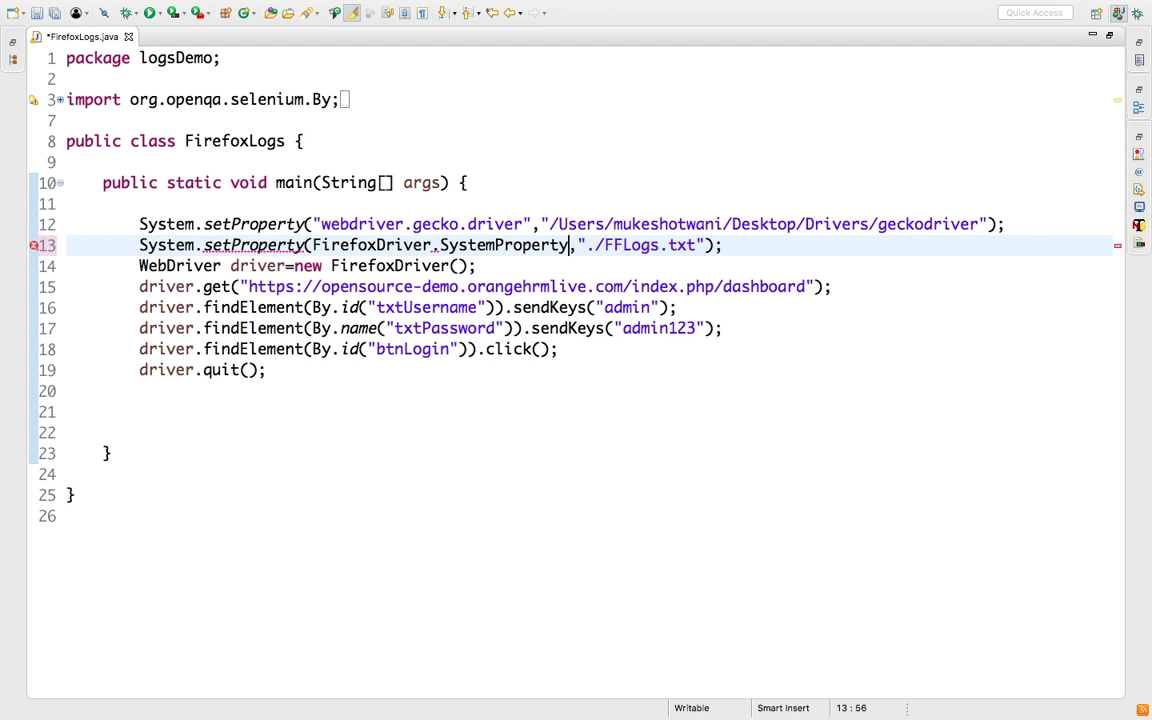 Quick Access
*FirefoxLogs.java
1 package logsDemo;
2
3 import org.openqa.selenium.By;
7
8 public class FirefoxLogs {
9
10 public static void main(String[] args) {
11
12 System.setProperty("webdriver.gecko.driver","/Users/mukeshotwani/Desktop/Drivers/geckodriver");
13 System.setProperty(FirefoxDriver.SystemProperty,"./FFLogs.txt");
14 WebDriver driver=new FirefoxDriver();
15 driver.get("https://opensource-demo.orangehrmlive.com/index.php/dashboard");
16 driver.findElement(By.id("txtUsername")).sendKeys("admin");
17 driver.findElement(By.name("txtPassword")).sendKeys("admin123");
18 driver.findElement(By.id("btnLogin")).click();
19 driver.quit();
20
21
22
23 }
24
25 }
26
Writable Smart Insert 13 : 56